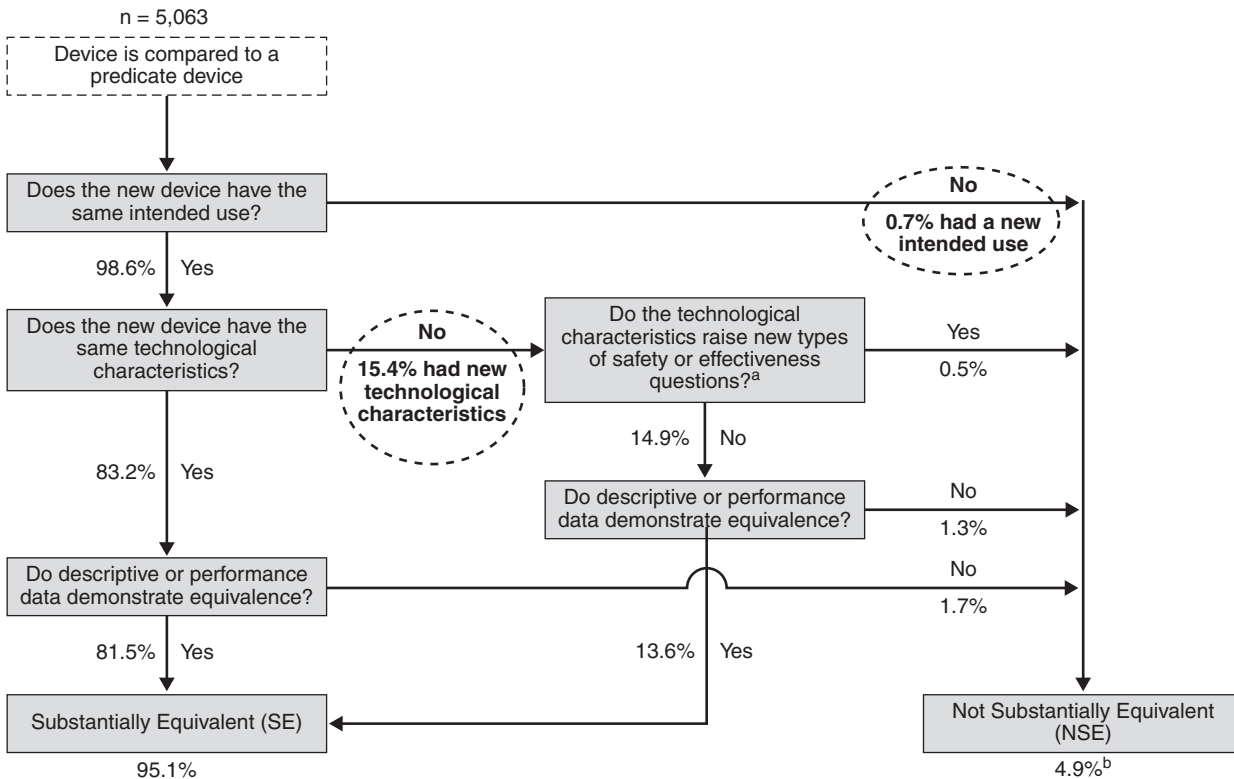 n = 5,063
Device is compared to a
predicate device
Does the new device have the
same intended use?
No
0.7% had a new
intended use
98.6% Yes
Does the new device have the
same technological
characteristics?
No
15.4% had new
technological
characteristics
Do the technological
characteristics raise new types
of safety or effectiveness
questions?a
Yes
0.5%
14.9% No
83.2% Yes
Do descriptive or performance
data demonstrate equivalence?
No
1.3%
Do descriptive or performance
data demonstrate equivalence?
No
1.7%
81.5% Yes
13.6% Yes
Substantially Equivalent (SE)
95.1%
Not Substantially Equivalent
(NSE)
4.9%b